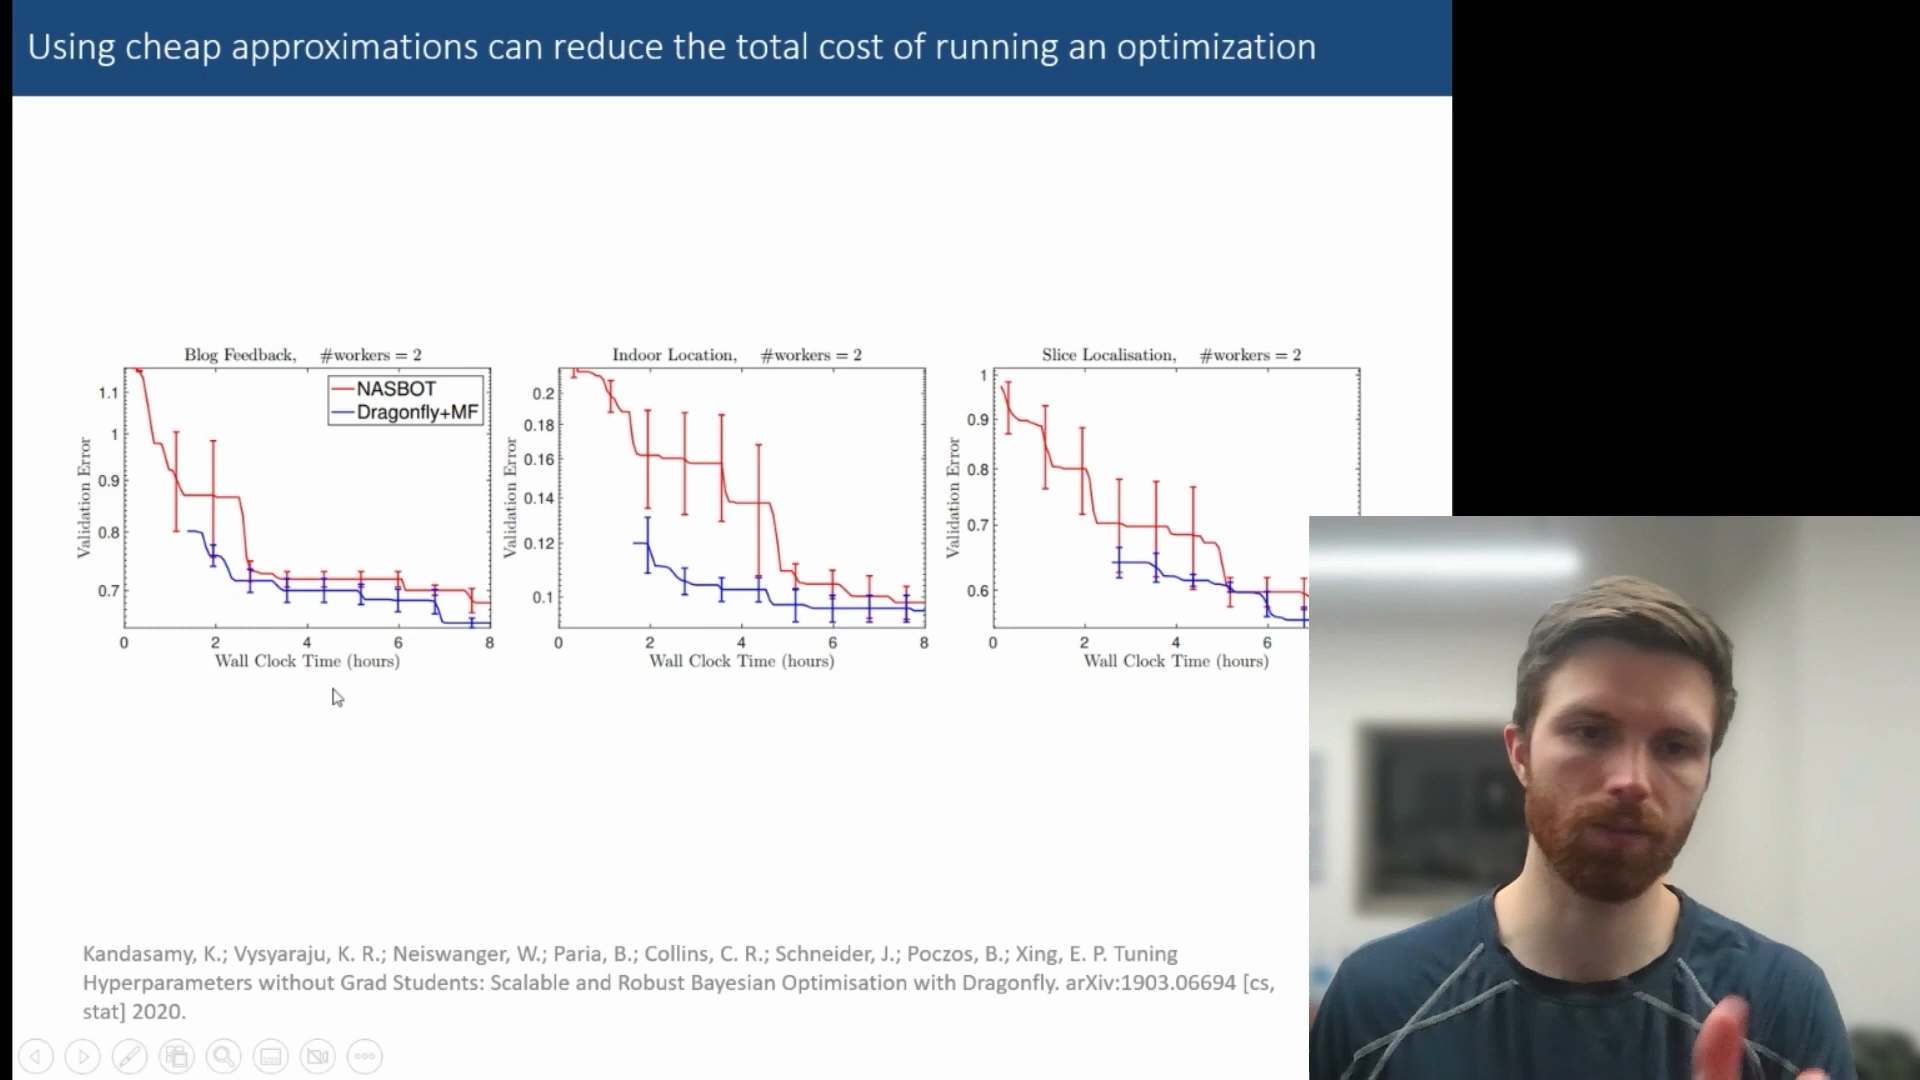 Using cheap approximations can reduce the total cost of running an optimization
Blog Feedback, #workers = 2
NASBOT
Dragonfly+MF
1.1
1
0.9
0.8
0.7
Validation Error
0 2 4 6 8
Wall Clock Time (hours)
Indoor Location, #workers = 2
0.2
0.18
0.16
0.14
0.12
0.1
Validation Error
0 2 4 6 8
Wall Clock Time (hours)
Slice Localisation, #workers = 2
1
0.9
0.8
0.7
0.6
Validation Error
0 2 4 6
Wall Clock Time (hours)
Kandasamy, K.; Vysyaraju, K. R.; Neiswanger, W.; Paria, B.; Collins, C. R.; Schneider, J.; Poczos, B.; Xing, E. P. Tuning
Hyperparameters without Grad Students: Scalable and Robust Bayesian Optimisation with Dragonfly. arXiv:1903.06694 [cs,
stat] 2020.